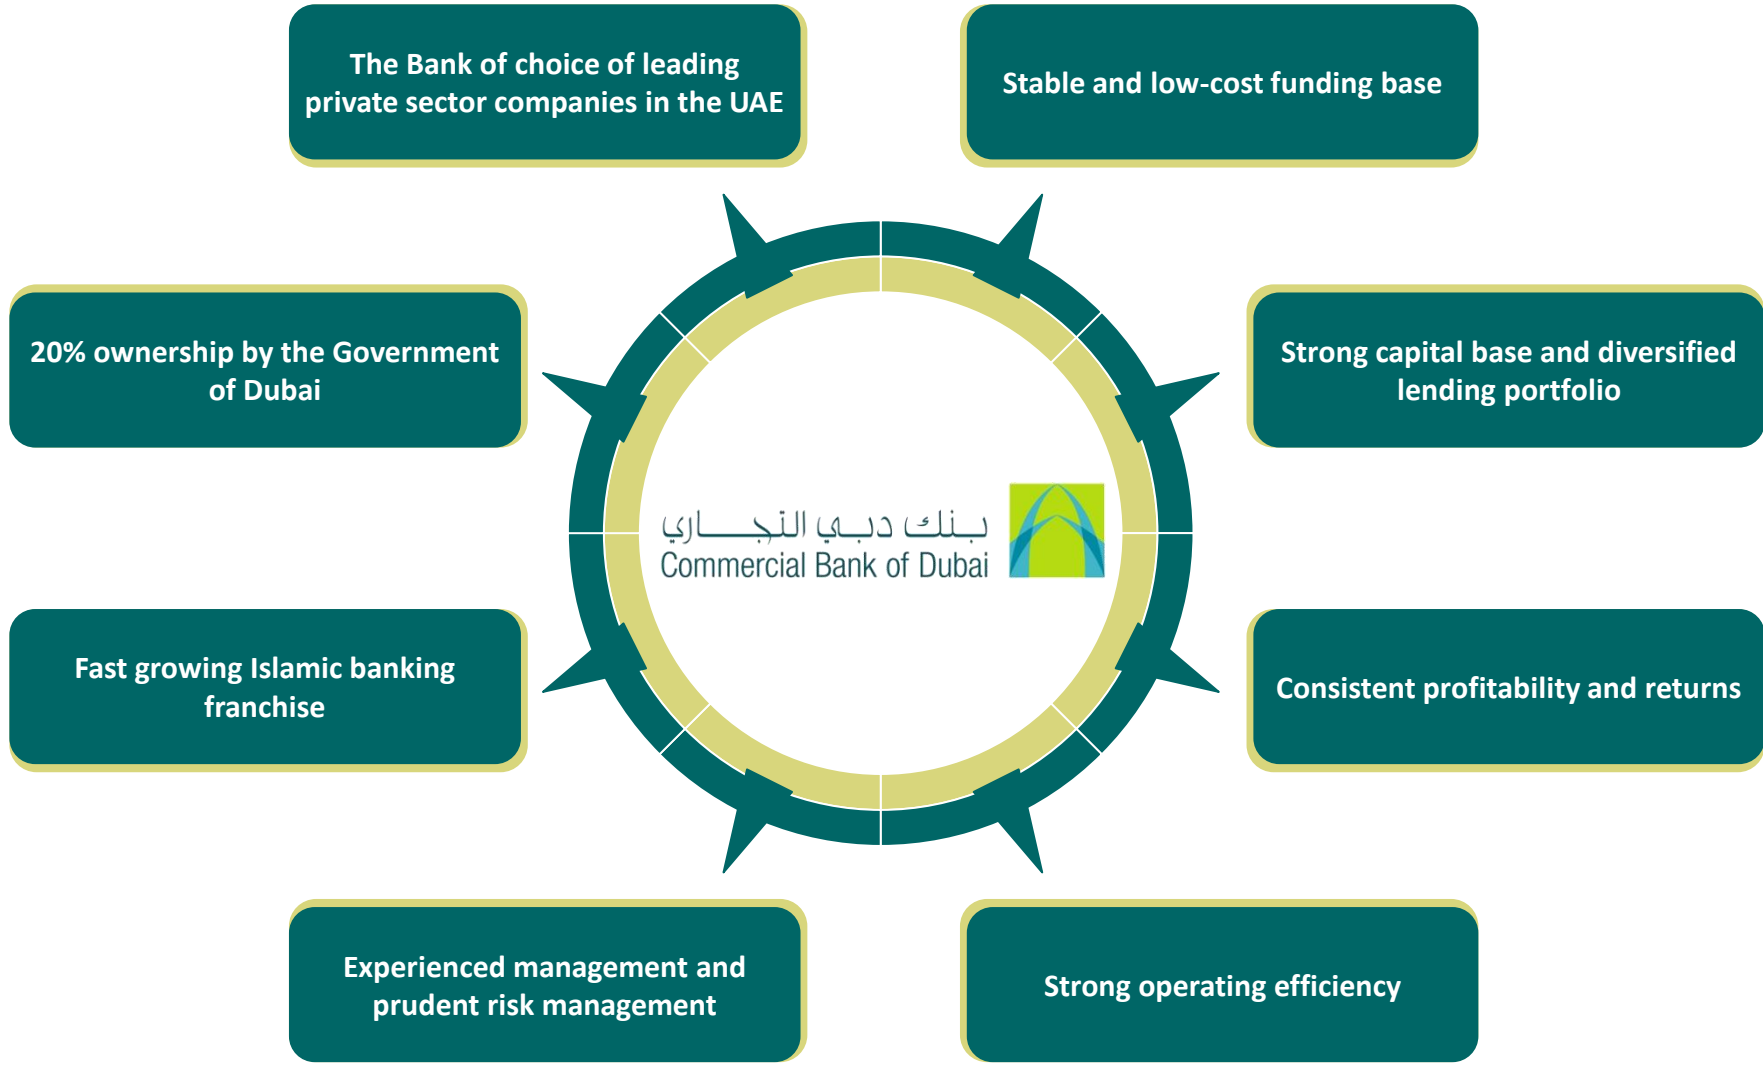 The Bank of choice of leading
private sector companies in the UAE
Stable and low-cost funding base
20% ownership by the Government
of Dubai
Strong capital base and diversified
lending portfolio
بنك دبي التجاري
Commercial Bank of Dubai
Fast growing Islamic banking
franchise
Consistent profitability and returns
Experienced management and
prudent risk management
Strong operating efficiency